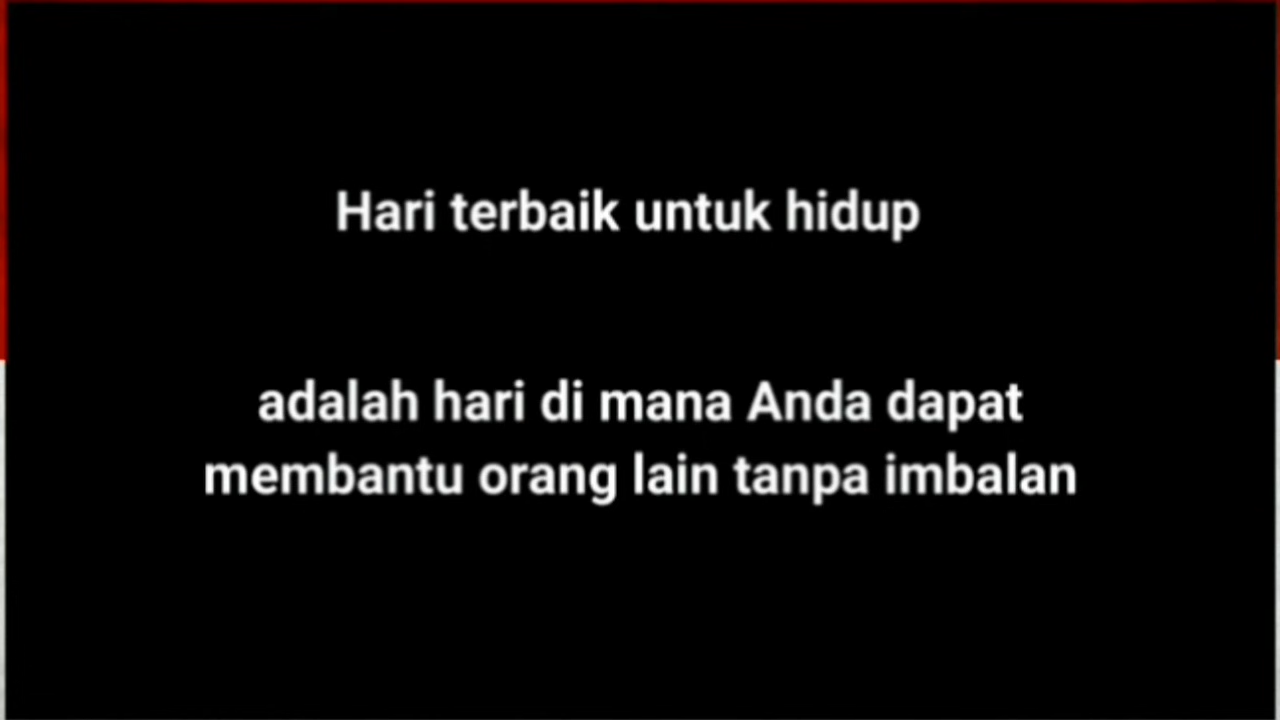 Hari terbaik untuk hidup
adalah hari di mana Anda dapat
membantu orang lain tanpa imbalan